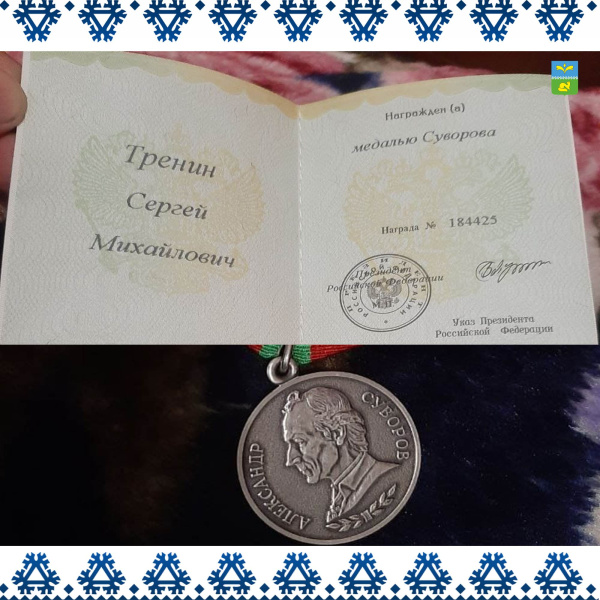 Тренин
Сергей
Михайлович
Награжден (а)
медалью Суворова
Награда № 184425
Президент
Российской Федерации
М.П.
Указ Президента
Российской Федерации
АЛЕКСАНДР СУВОРОВ